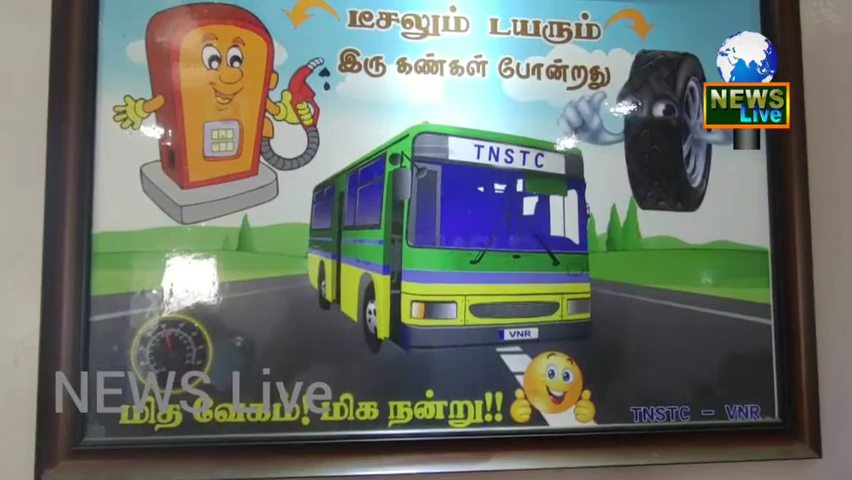 டீசலும் டயரும்
இரு கண்கள் போன்றது
NEWS
Live
TNSTC
VNR
NEWS Live
மித வேகம்! மிக நன்று!!
TNSTC - VNR